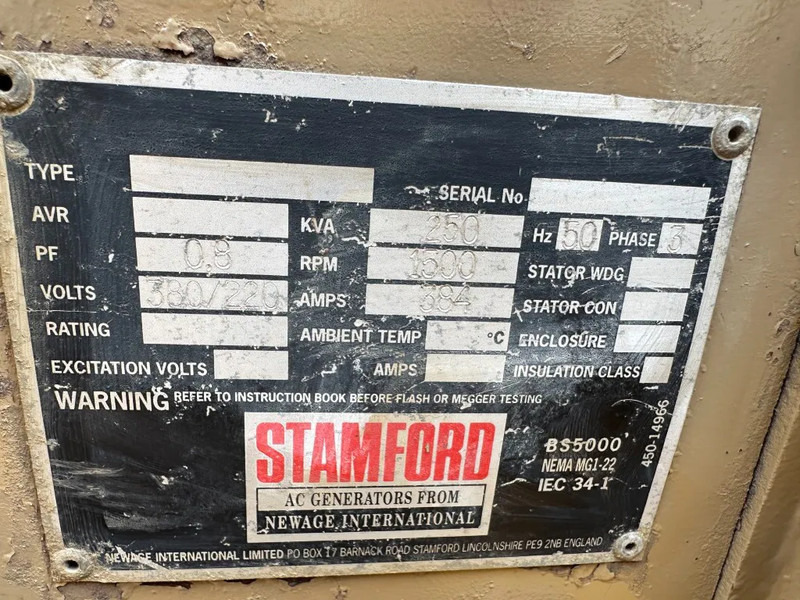 TYPE SERIAL No
AVR KVA 250 Hz 50 PHASE 3
PF 0.8 RPM 1500 STATOR WDG
VOLTS 380/220 AMPS 384 STATOR CON
RATING AMBIENT TEMP °C ENCLOSURE
EXCITATION VOLTS AMPS INSULATION CLASS
WARNING REFER TO INSTRUCTION BOOK BEFORE FLASH OR MEGGER TESTING
STAMFORD
AC GENERATORS FROM
NEWAGE INTERNATIONAL
BS5000
NEMA MG1-22
IEC 34-1
450-14966
NEWAGE INTERNATIONAL LIMITED PO BOX 17 BARNACK ROAD STAMFORD LINCOLNSHIRE PE9 2NB ENGLAND